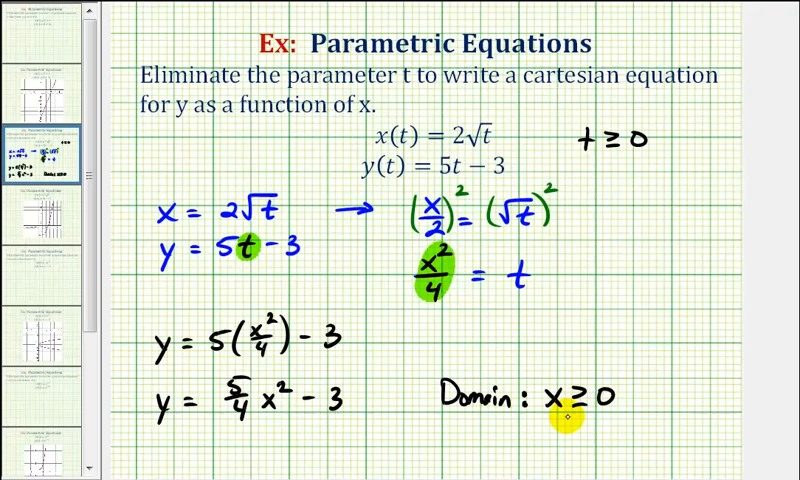 Ex: Parametric Equations
Eliminate the parameter t to write a cartesian equation
for y as a function of x.
x(t) = 2√t
t ≥ 0
y(t) = 5t − 3
x = 2√t → (x/2)² = (√t)²
y = 5t − 3
x²/4 = t
y = 5(x²/4) − 3
y = 5/4 x² − 3
Domain: x ≥ 0